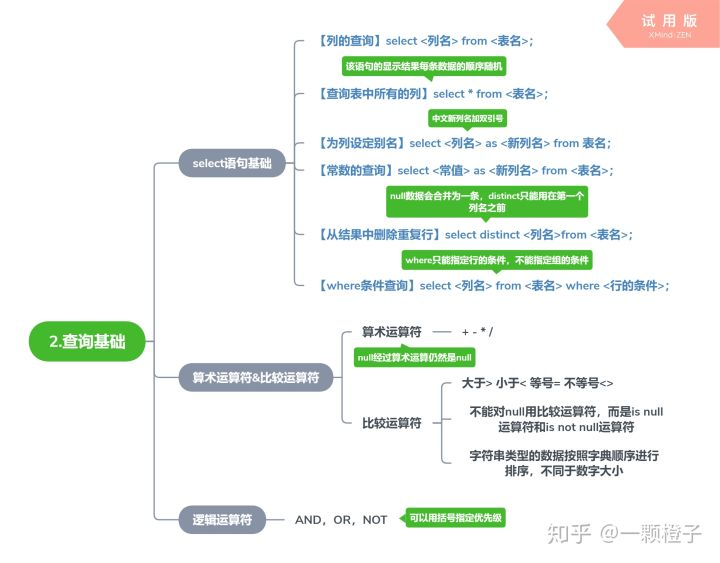 试用版
XMind:ZEN
【列的查询】select <列名> from <表名>；
该语句的显示结果每条数据的顺序随机
【查询表中所有的列】select * from <表名>；
中文新列名加双引号
【为列设定别名】select <列名> as <新列名> from 表名；
select语句基础
【常数的查询】select <常值> as <新列名> from <表名>；
null数据会合并为一条，distinct只能用在第一个
列名之前
【从结果中删除重复行】select distinct <列名>from <表名>；
where只能指定行的条件，不能指定组的条件
【where条件查询】select <列名> from <表名> where <行的条件>；
2.查询基础
算术运算符
+ - * /
null经过算术运算仍然是null
算术运算符&比较运算符
大于> 小于< 等号= 不等号<>
比较运算符
不能对null用比较运算符，而是is null
运算符和is not null运算符
字符串类型的数据按照字典顺序进行
排序，不同于数字大小
逻辑运算符
AND，OR，NOT
可以用括号指定优先级
知乎 @一颗橙子